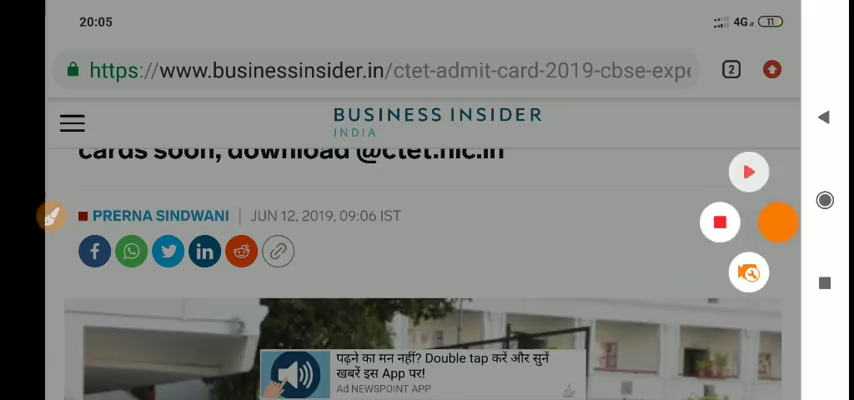 20:05
4G
11
https://www.businessinsider.in/ctet-admit-card-2019-cbse-expe
2
BUSINESS INSIDER
INDIA
cards soon, download @ctet.nic.in
PRERNA SINDWANI | JUN 12, 2019, 09:06 IST
पढ़ने का मन नहीं? Double tap करें और सुनें
खबरें इस App पर!
Ad NEWSPOINT APP